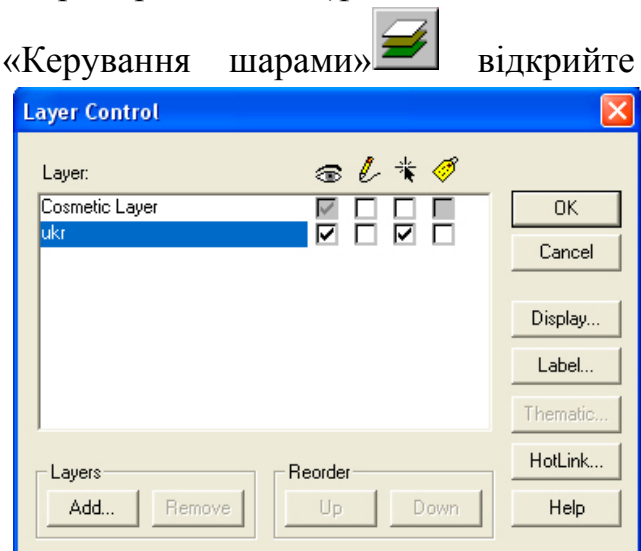 «Керування шарами» відкрийте
Layer Control
Layer:
Cosmetic Layer
ukr
OK
Cancel
Display...
Label...
Thematic...
HotLink...
Help
Layers
Add...
Remove
Reorder
Up
Down